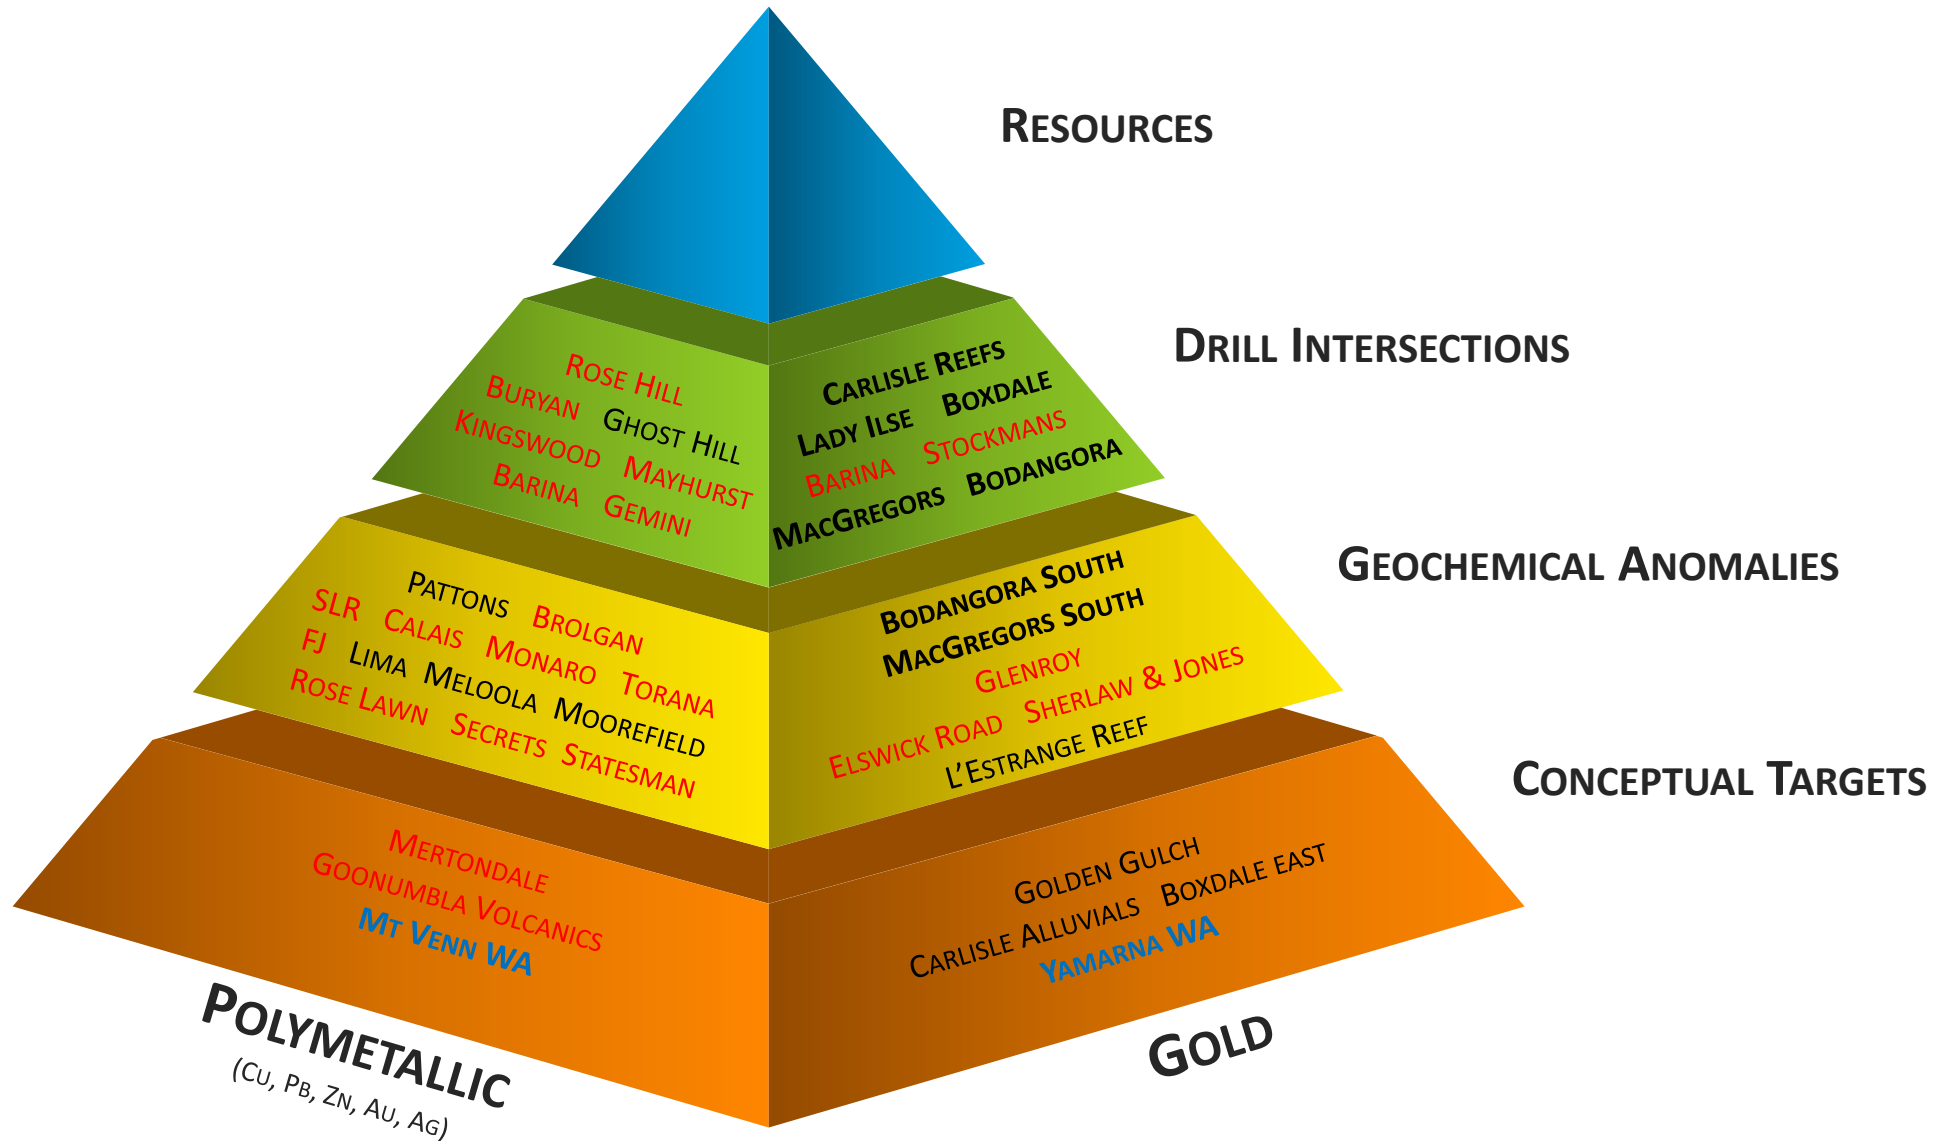 Resources
Drill Intersections
Rose Hill
Buryan Ghost Hill
Kingswood Mayhurst
Barina Gemini
Carlisle Reefs
Lady Ilse Boxdale
Barina Stockmans
MacGregors Bodangora
Geochemical Anomalies
Pattons Brolgan
SLR Calais Monaro Torana
FJ Lima Meloola Moorefield
Rose Lawn Secrets Statesman
Bodangora South
MacGregors South
Glenroy
Elswick Road Sherlaw & Jones
L’Estrange Reef
Conceptual Targets
Mertondale
Goonumbla Volcanics
Mt Venn WA
Golden Gulch
Carlisle Alluvials Boxdale east
Yamarna WA
Polymetallic
(Cu, Pb, Zn, Au, Ag)
Gold